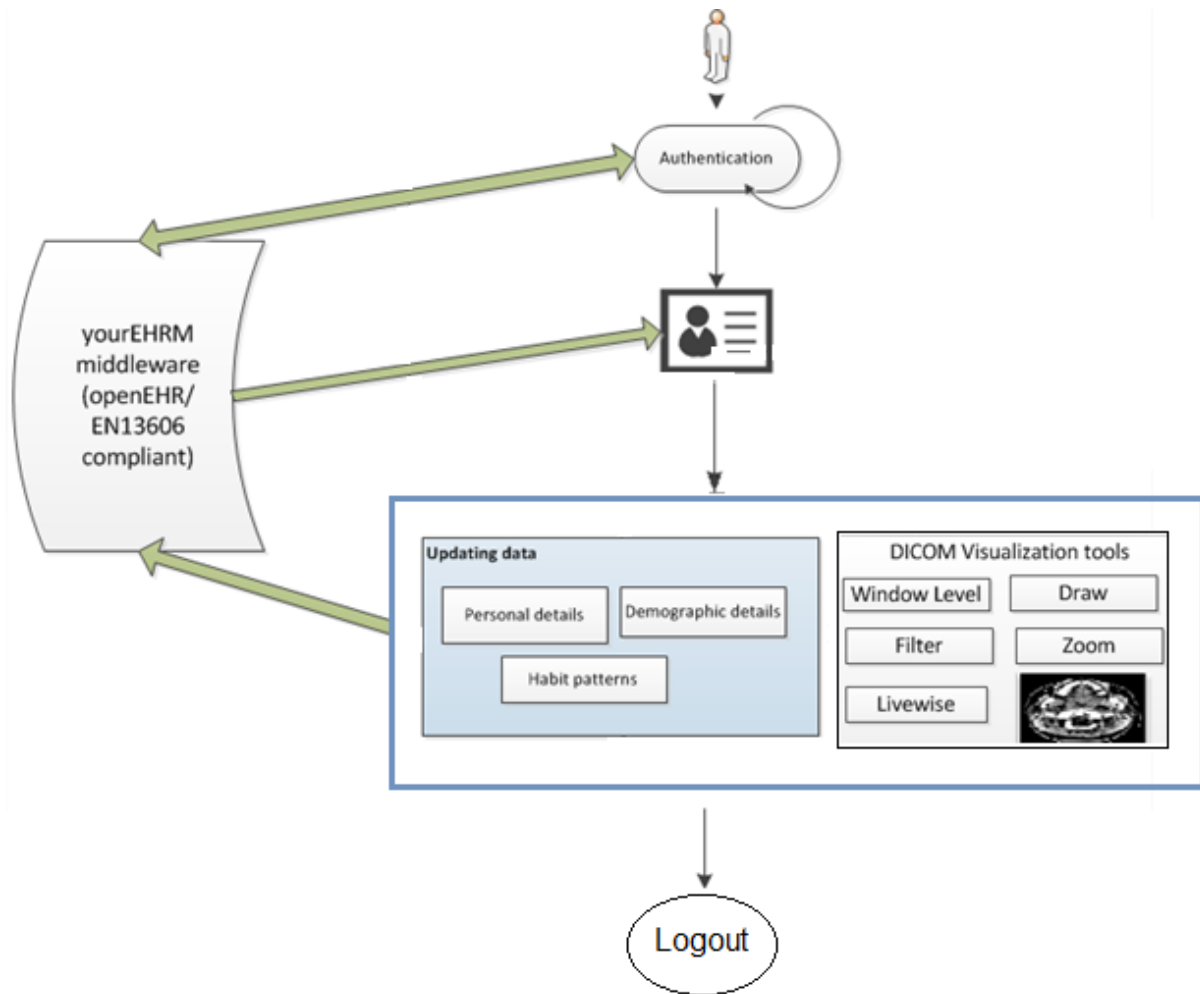 Authentication
yourEHRM
middleware
(openEHR/
EN13606
compliant)
Updating data
Personal details
Demographic details
Habit patterns
DICOM Visualization tools
Window Level
Draw
Filter
Zoom
Livewise
Logout